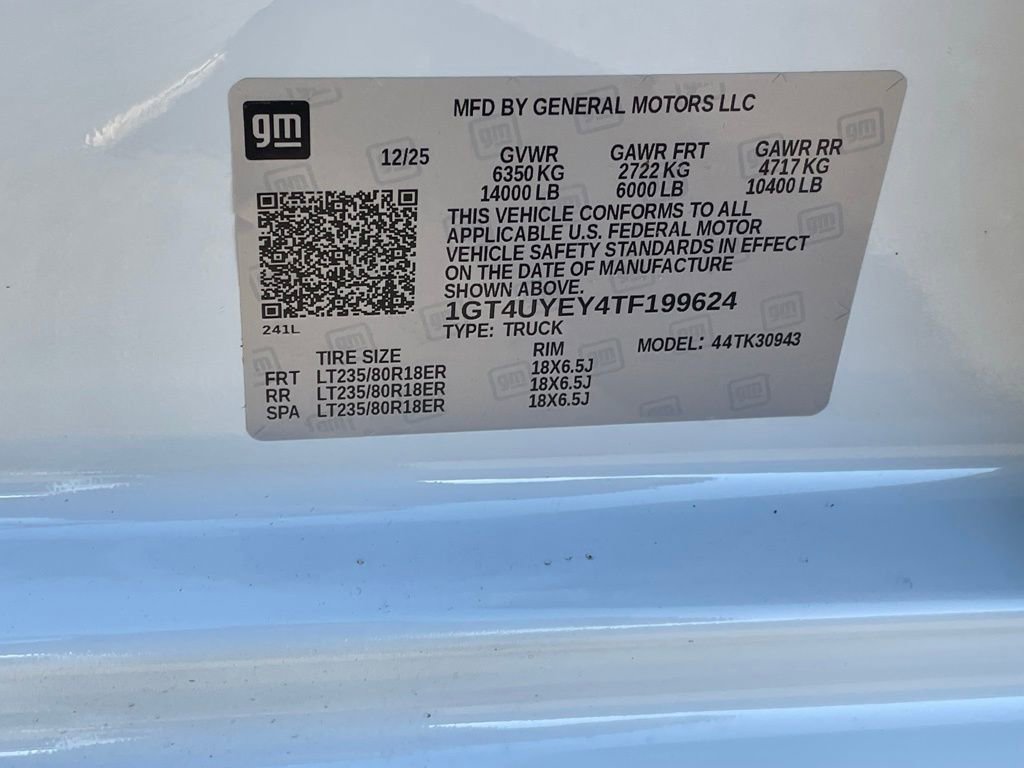 gm
MFD BY GENERAL MOTORS LLC
12/25
GVWR GAWR FRT GAWR RR
6350 KG 2722 KG 4717 KG
14000 LB 6000 LB 10400 LB
THIS VEHICLE CONFORMS TO ALL
APPLICABLE U.S. FEDERAL MOTOR
VEHICLE SAFETY STANDARDS IN EFFECT
ON THE DATE OF MANUFACTURE
SHOWN ABOVE.
1GT4UYEY4TF199624
241L
TYPE: TRUCK MODEL: 44TK30943
TIRE SIZE RIM
FRT LT235/80R18ER 18X6.5J
RR LT235/80R18ER 18X6.5J
SPA LT235/80R18ER 18X6.5J